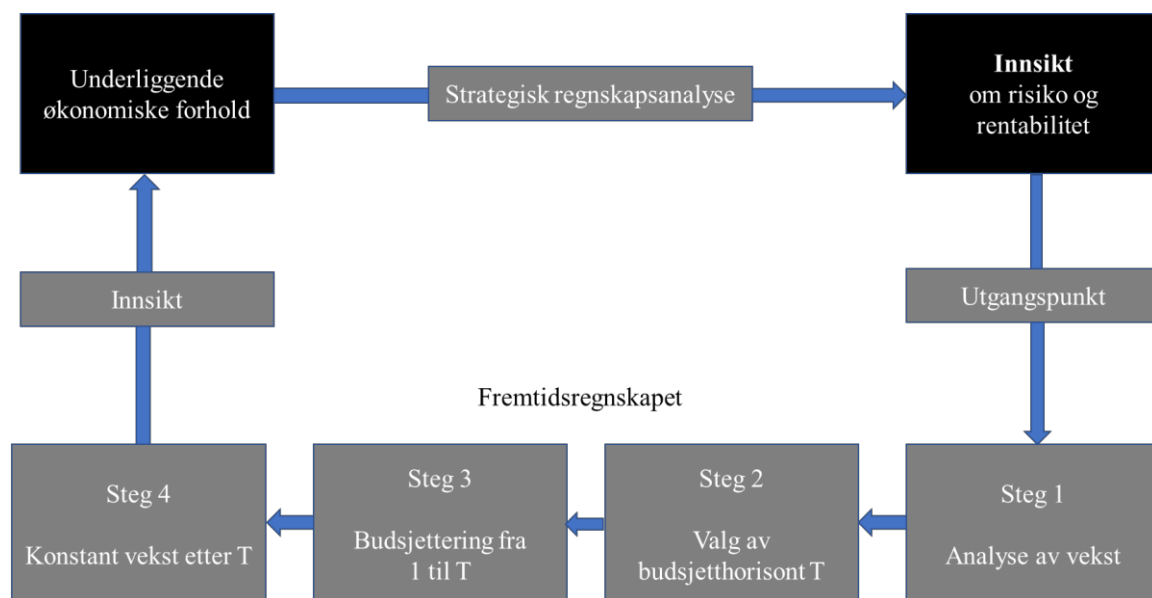 Underliggende
økonomiske forhold
Strategisk regnskapsanalyse
Innsikt
om risiko og
rentabilitet
Innsikt
Utgangspunkt
Fremtidsregnskapet
Steg 4
Konstant vekst etter T
Steg 3
Budsjettering fra
1 til T
Steg 2
Valg av
budsjetthorisont T
Steg 1
Analyse av vekst